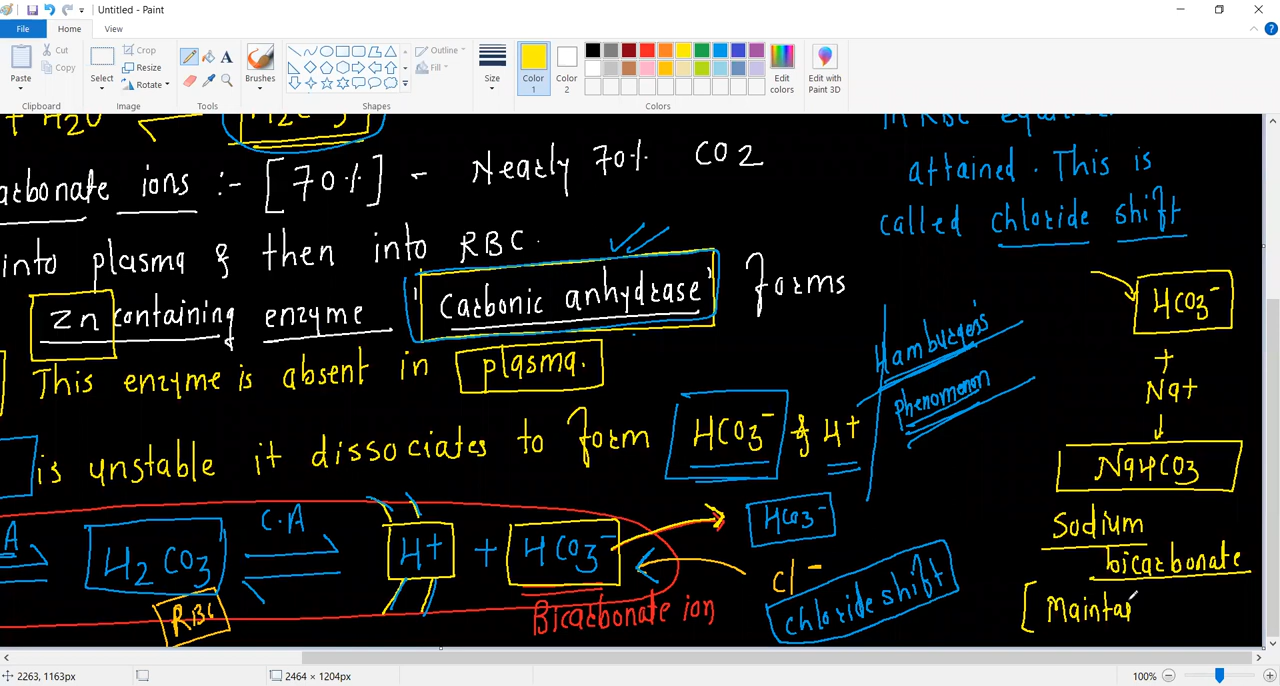 Untitled - Paint
File Home View
Paste
Cut
Copy
Clipboard
Select
Crop
Resize
Rotate
Image
Tools
Brushes
Shapes
Outline
Fill
Size
Color 1
Color 2
Colors
Edit colors
Edit with Paint 3D
+ H2O
in RBC
attained. This is
called chloride shift
arbonate ions :- [70%] - Nearly 70% CO2
into plasma & then into RBC.
Zn containing enzyme 'Carbonic anhydrase' forms
This enzyme is absent in plasma.
Hamburger's
phenomenon
is unstable it dissociates to form HCO3- & H+
A H2CO3 C.A H+ + HCO3- HCO3-
RBC
Bicarbonate ion
Cl-
chloride shift
HCO3-
+
Na+
NaHCO3
Sodium
bicarbonate
[ Maintai
2263, 1163px
2464 × 1204px
100%